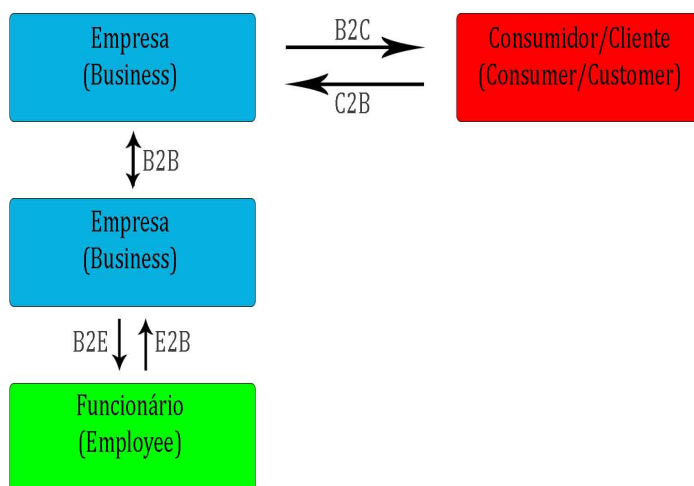 Empresa
(Business)
B2C
C2B
Consumidor/Cliente
(Consumer/Customer)
B2B
Empresa
(Business)
B2E
E2B
Funcionário
(Employee)